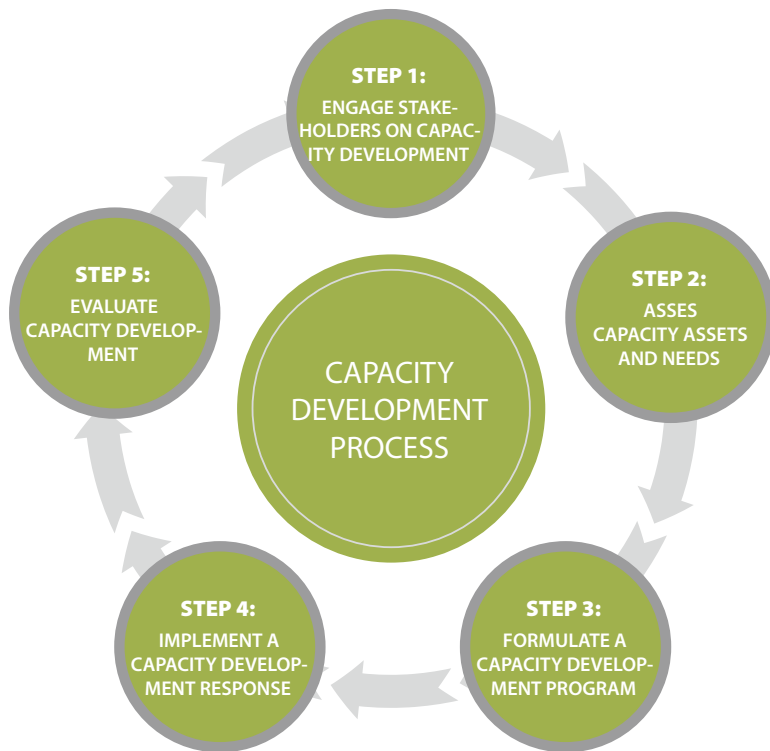 STEP 1:
ENGAGE STAKE-
HOLDERS ON CAPAC-
ITY DEVELOPMENT
STEP 2:
ASSES
CAPACITY ASSETS
AND NEEDS
STEP 3:
FORMULATE A
CAPACITY DEVELOP-
MENT PROGRAM
STEP 4:
IMPLEMENT A
CAPACITY DEVELOP-
MENT RESPONSE
STEP 5:
EVALUATE
CAPACITY DEVELOP-
MENT
CAPACITY
DEVELOPMENT
PROCESS